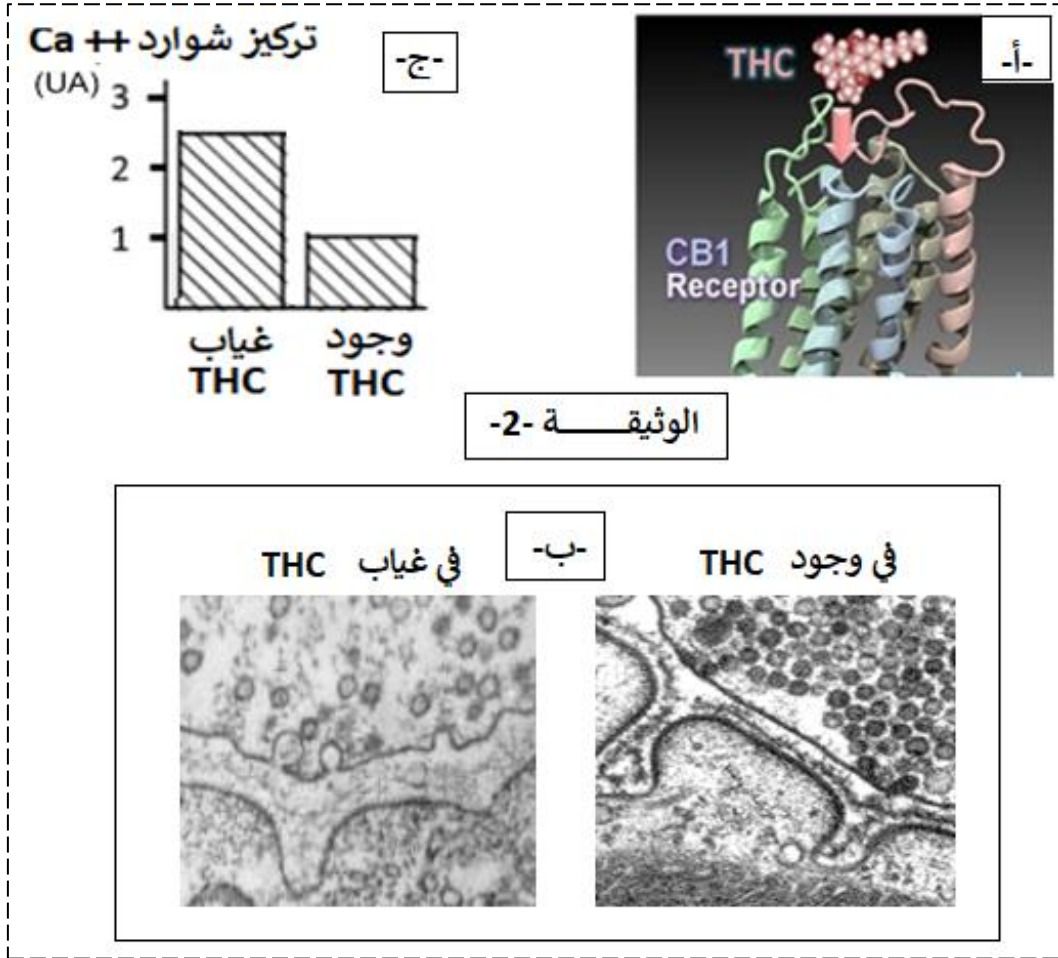 -أ-
THC
CB1
Receptor
-ج-
تركيز شوارد Ca ++
(UA)
3
2
1
غياب THC
وجود THC
الوثيقــــــة -2-
-ب-
في وجود THC
في غياب THC